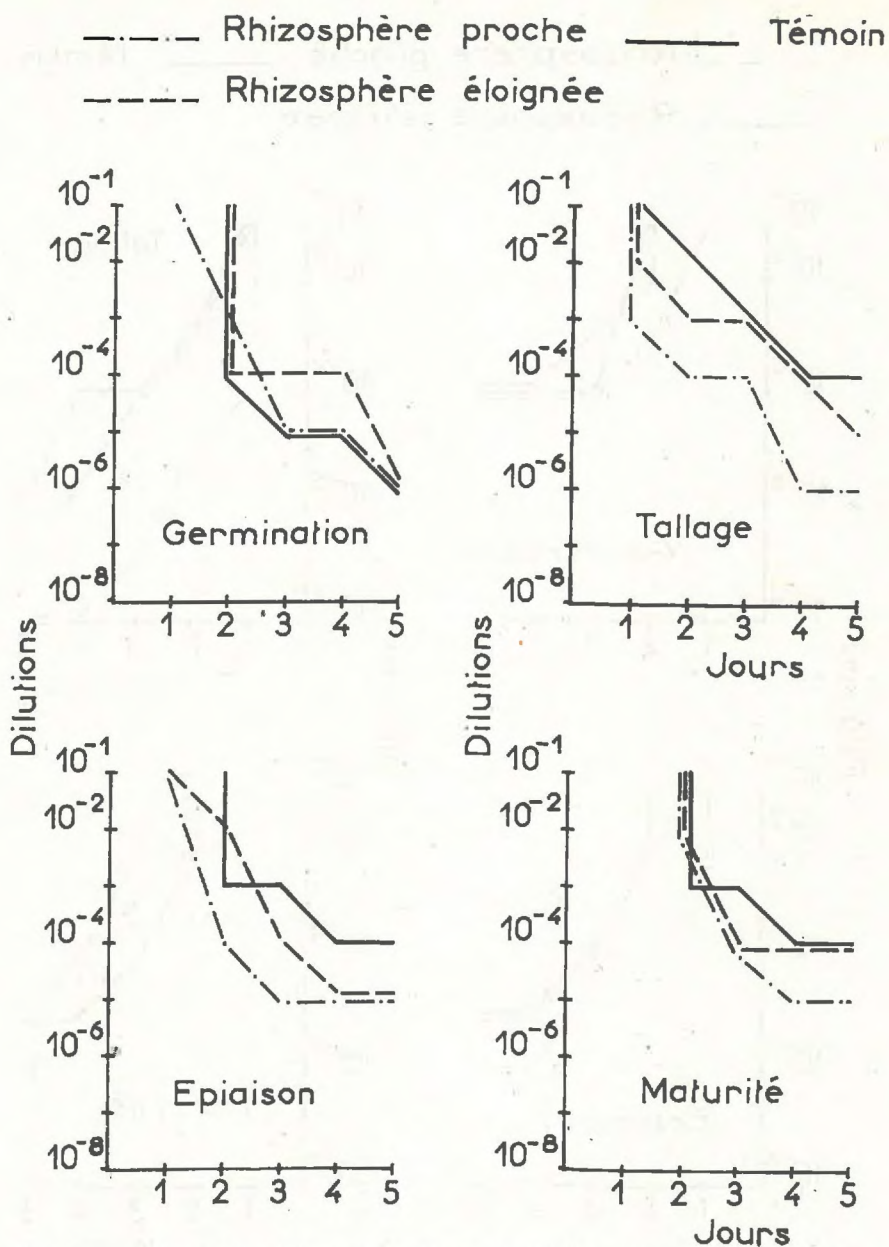 Rhizosphère proche Témoin
Rhizosphère éloignée
10⁻¹
10⁻²
10⁻⁴
10⁻⁶
10⁻⁸
1 2 3 4 5
Germination
Dilutions
10⁻¹
10⁻²
10⁻⁴
10⁻⁶
10⁻⁸
1 2 3 4 5
Tallage
Jours
Dilutions
10⁻¹
10⁻²
10⁻⁴
10⁻⁶
10⁻⁸
1 2 3 4 5
Epiaison
10⁻¹
10⁻²
10⁻⁴
10⁻⁶
10⁻⁸
1 2 3 4 5
Maturité
Jours